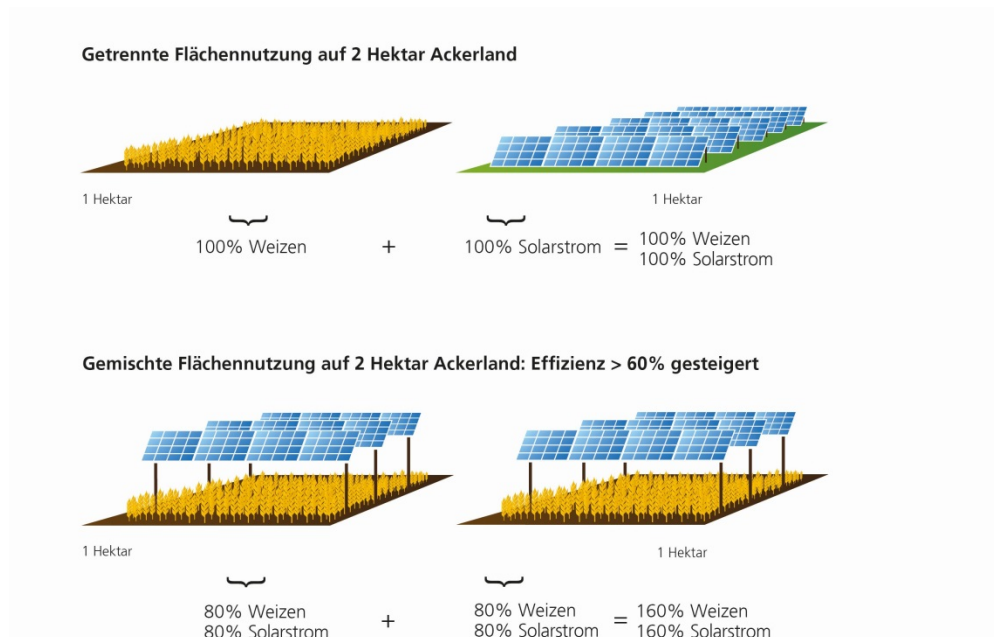 Getrennte Flächennutzung auf 2 Hektar Ackerland
1 Hektar
1 Hektar
100% Weizen + 100% Solarstrom = 100% Weizen
100% Solarstrom
Gemischte Flächennutzung auf 2 Hektar Ackerland: Effizienz > 60% gesteigert
1 Hektar
1 Hektar
80% Weizen + 80% Weizen = 160% Weizen
80% Solarstrom 80% Solarstrom 160% Solarstrom